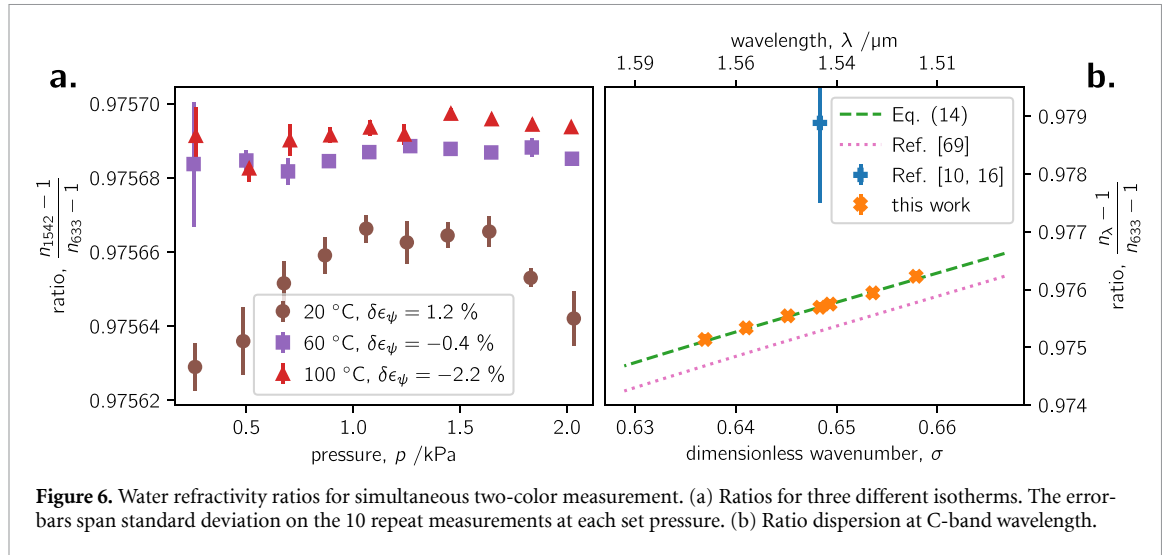 a.
ratio, (n₁₅₄₂ − 1)/(n₆₃₃ − 1)
0.97570
0.97568
0.97566
0.97564
0.97562
20 °C, δϵ_ψ = 1.2 %
60 °C, δϵ_ψ = −0.4 %
100 °C, δϵ_ψ = −2.2 %
0.5 1.0 1.5 2.0
pressure, p /kPa
b.
wavelength, λ /μm
1.59 1.56 1.54 1.51
Eq. (14)
Ref. [69]
Ref. [10, 16]
this work
0.979
0.978
0.977
0.976
0.975
0.974
ratio, (n_λ − 1)/(n₆₃₃ − 1)
0.63 0.64 0.65 0.66
dimensionless wavenumber, σ
Figure 6. Water refractivity ratios for simultaneous two-color measurement. (a) Ratios for three different isotherms. The error-
bars span standard deviation on the 10 repeat measurements at each set pressure. (b) Ratio dispersion at C-band wavelength.